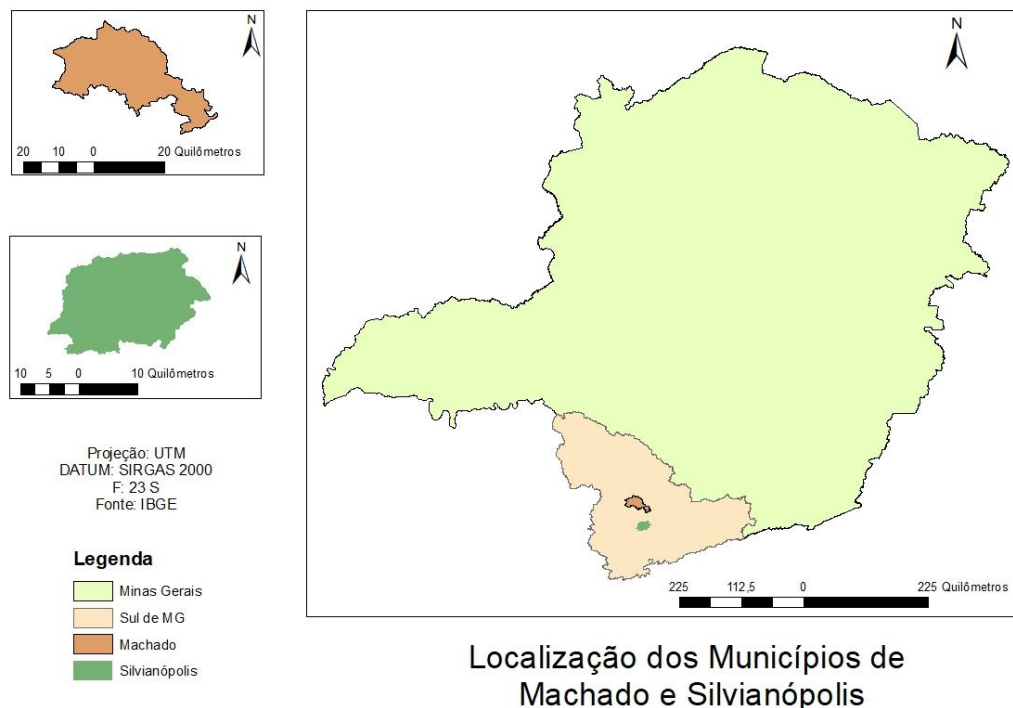 N
20 10 0 20 Quilômetros
N
10 5 0 10 Quilômetros
Projeção: UTM
DATUM: SIRGAS 2000
F: 23 S
Fonte: IBGE
Legenda
Minas Gerais
Sul de MG
Machado
Silvianópolis
N
225 112,5 0 225 Quilômetros
Localização dos Municípios de
Machado e Silvianópolis